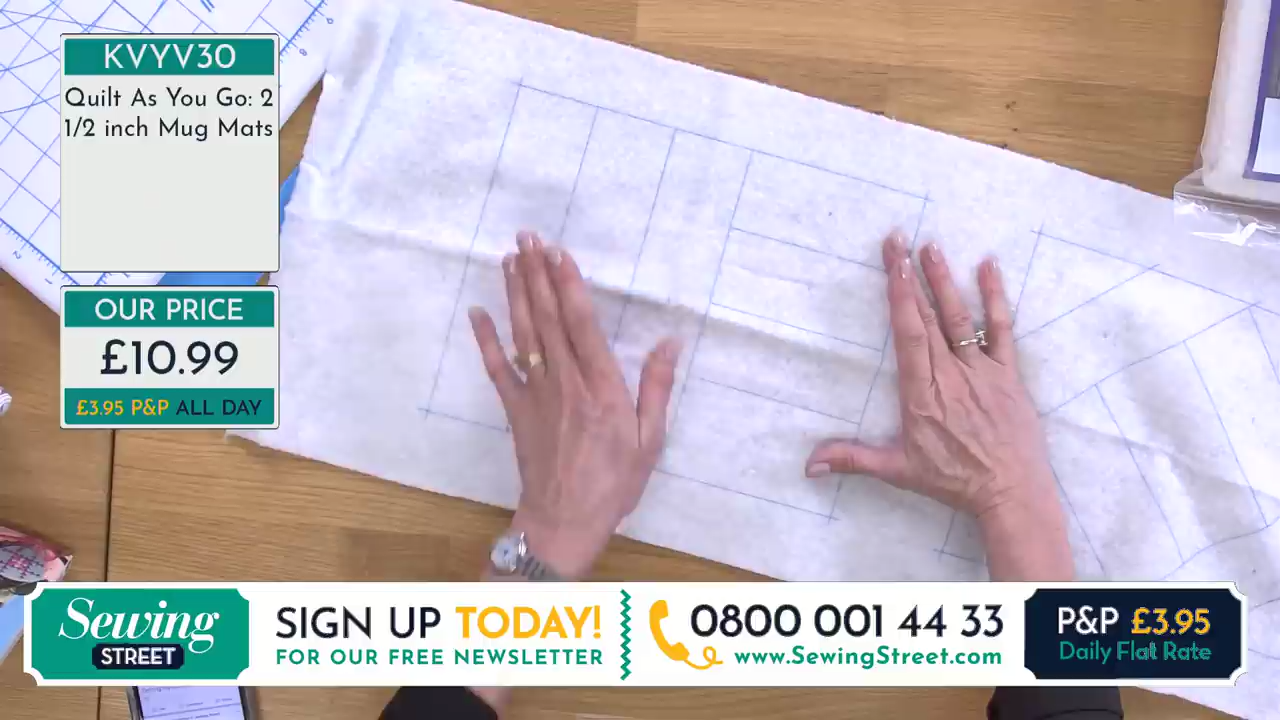 KVYV30
Quilt As You Go: 2
1/2 inch Mug Mats
OUR PRICE
£10.99
£3.95 P&P ALL DAY
Sewing
STREET
SIGN UP TODAY!
FOR OUR FREE NEWSLETTER
0800 001 44 33
www.SewingStreet.com
P&P £3.95
Daily Flat Rate